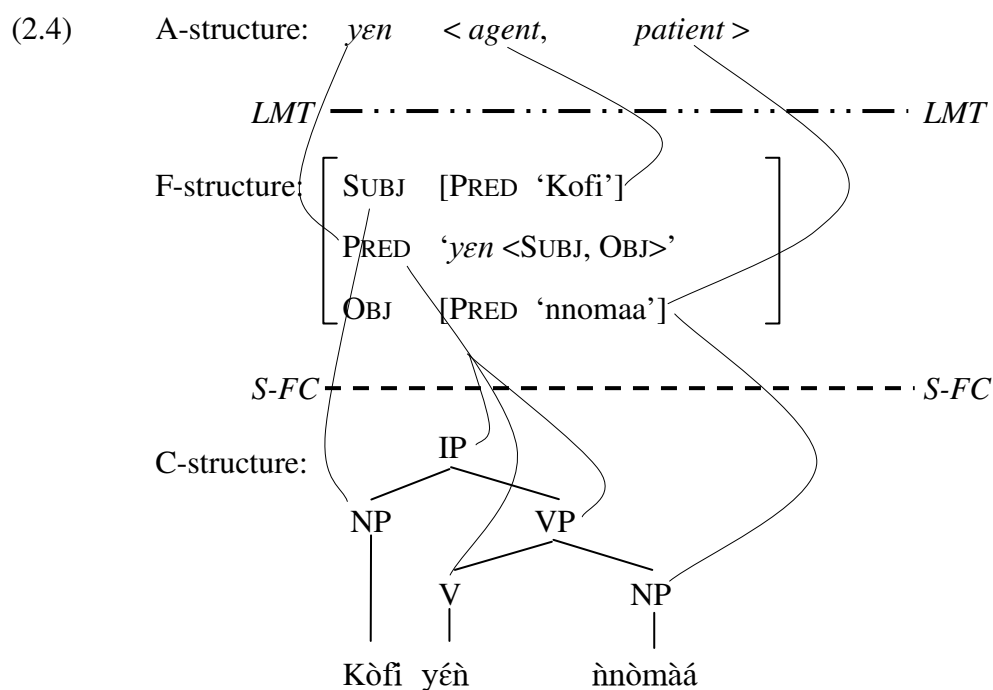 (2.4) A-structure: yɛn < agent, patient >
LMT LMT
F-structure: SUBJ [PRED ‘Kofi’]
PRED ‘yɛn <SUBJ, OBJ>’
OBJ [PRED ‘nnomaa’]
S-FC S-FC
IP
C-structure:
NP VP
V NP
Kòfi yɛ́ǹ ǹnòmàá